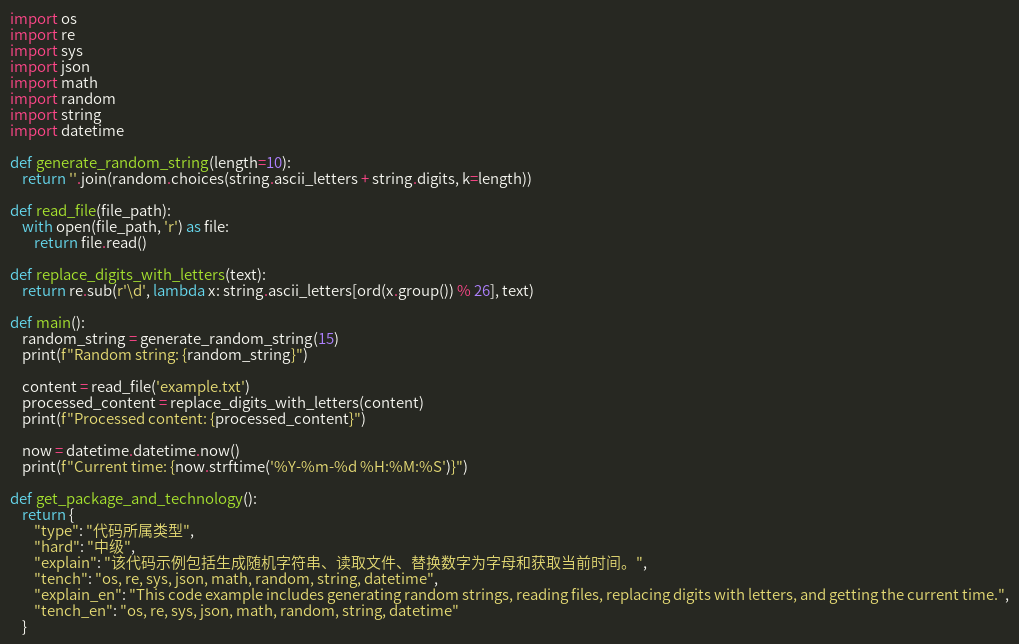 import os
import re
import sys
import json
import math
import random
import string
import datetime

def generate_random_string(length=10):
    return ''.join(random.choices(string.ascii_letters + string.digits, k=length))

def read_file(file_path):
    with open(file_path, 'r') as file:
        return file.read()

def replace_digits_with_letters(text):
    return re.sub(r'\d', lambda x: string.ascii_letters[ord(x.group()) % 26], text)

def main():
    random_string = generate_random_string(15)
    print(f"Random string: {random_string}")

    content = read_file('example.txt')
    processed_content = replace_digits_with_letters(content)
    print(f"Processed content: {processed_content}")

    now = datetime.datetime.now()
    print(f"Current time: {now.strftime('%Y-%m-%d %H:%M:%S')}")

def get_package_and_technology():
    return {
        "type": "代码所属类型",
        "hard": "中级",
        "explain": "该代码示例包括生成随机字符串、读取文件、替换数字为字母和获取当前时间。",
        "tench": "os, re, sys, json, math, random, string, datetime",
        "explain_en": "This code example includes generating random strings, reading files, replacing digits with letters, and getting the current time.",
        "tench_en": "os, re, sys, json, math, random, string, datetime"
    }